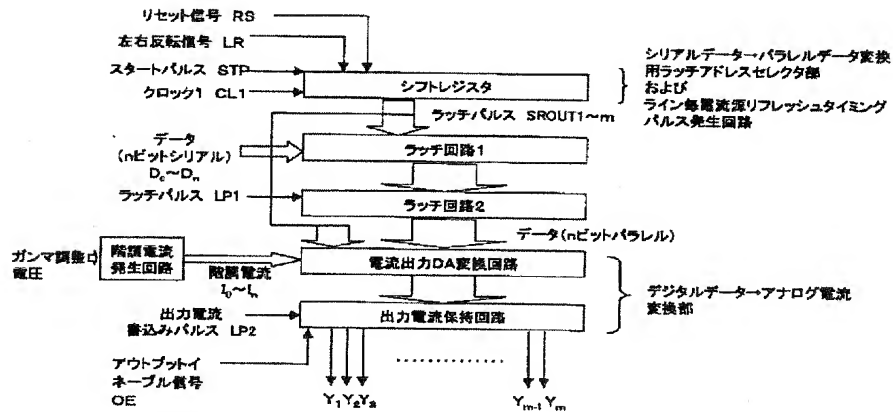 リセット信号 RS
左右反転信号 LR
スタートパルス STP
クロック1 CL1
シフトレジスタ
シリアルデータ→パラレルデータ変換
用ラッチアドレスセレクタ部
および
ライン毎電流源リフレッシュタイミング
パルス発生回路
ラッチパルス SROUT1~m
データ
(nビットシリアル)
D₀~Dₙ
ラッチ回路1
ラッチパルス LP1
ラッチ回路2
データ(nビットパラレル)
ガンマ調整
電圧
階調電流
発生回路
階調電流
I₀~Iₙ
電流出力DA変換回路
デジタルデータ→アナログ電流
変換部
出力電流
書込みパルス LP2
出力電流保持回路
アウトプットイ
ネーブル信号
OE
Y₁ Y₂ Y₃
Yₘ₋₁ Yₘ